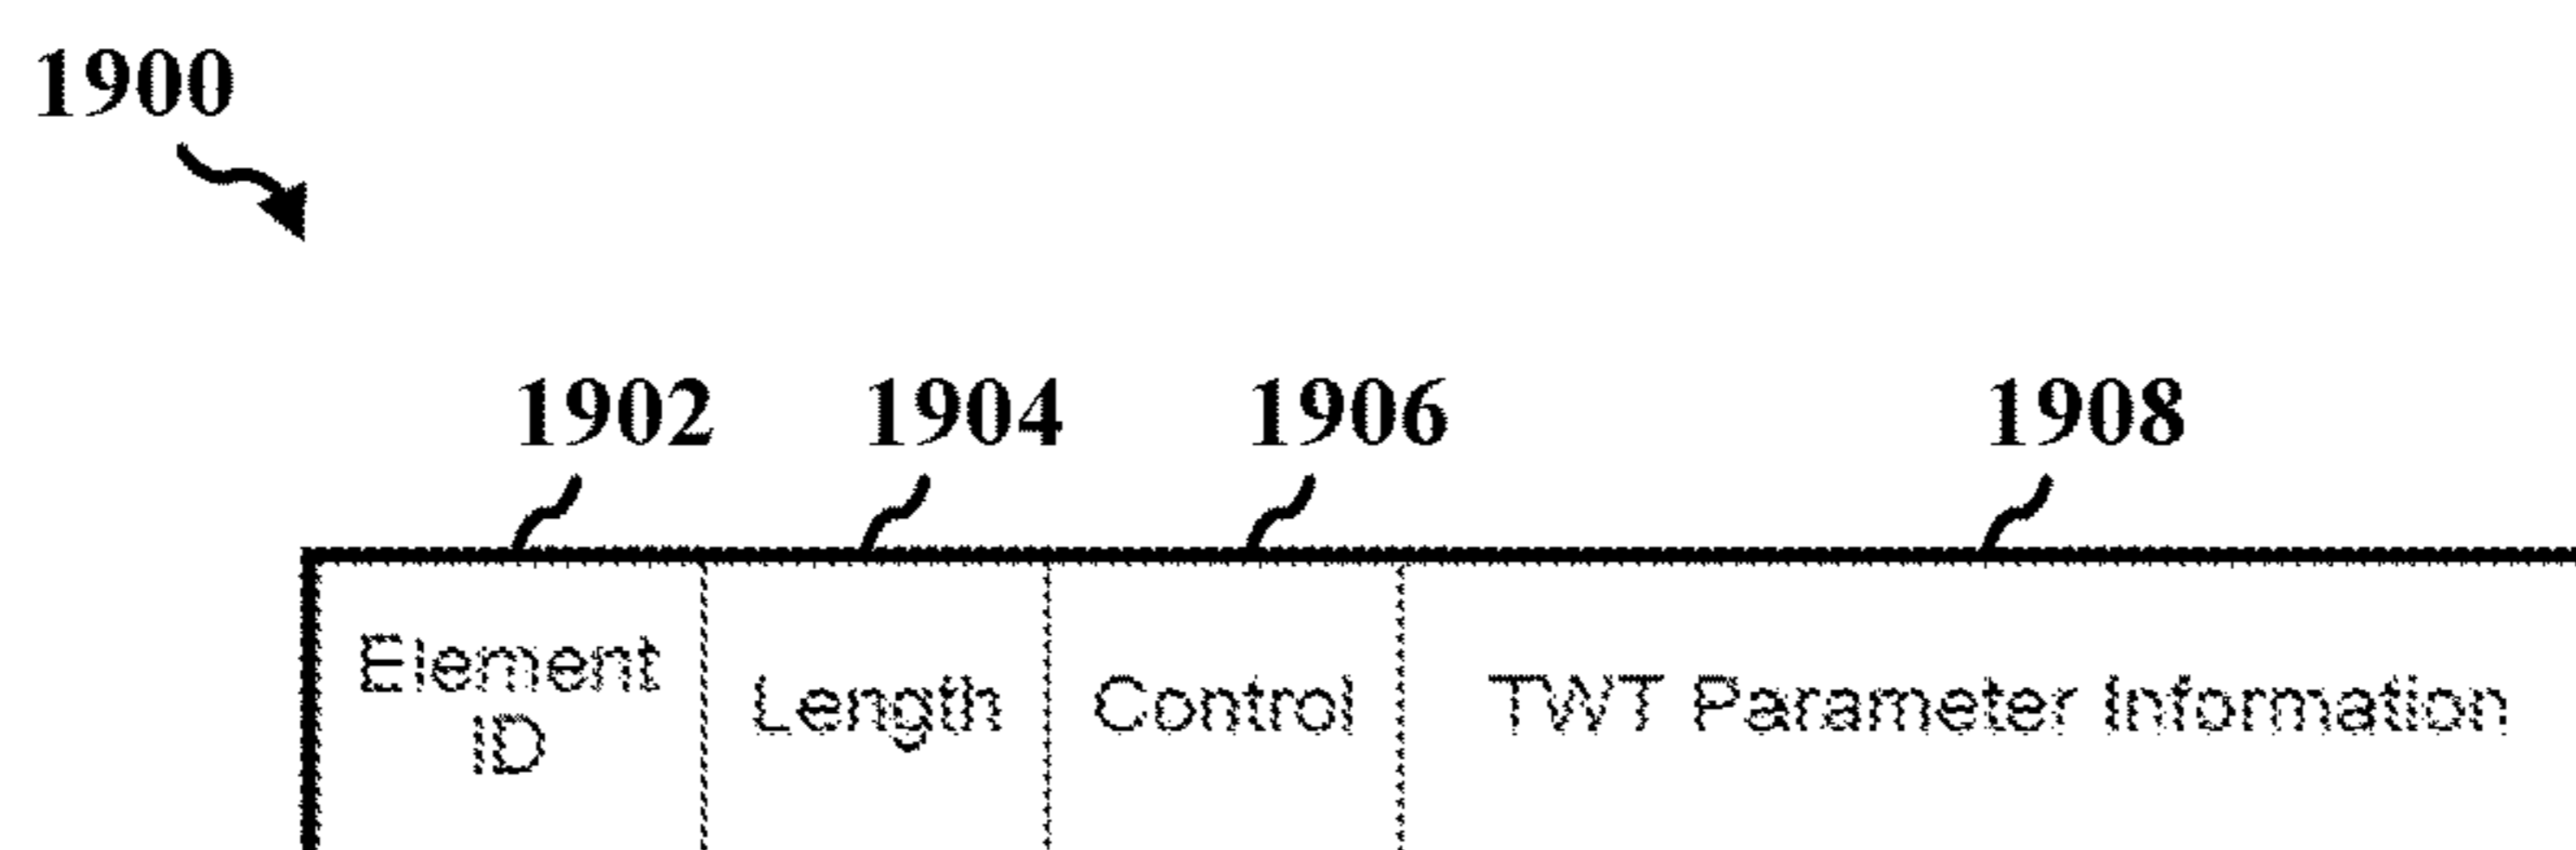 1900
1902 1904 1906 1908
Element
ID
Length
Control
TWT Parameter Information